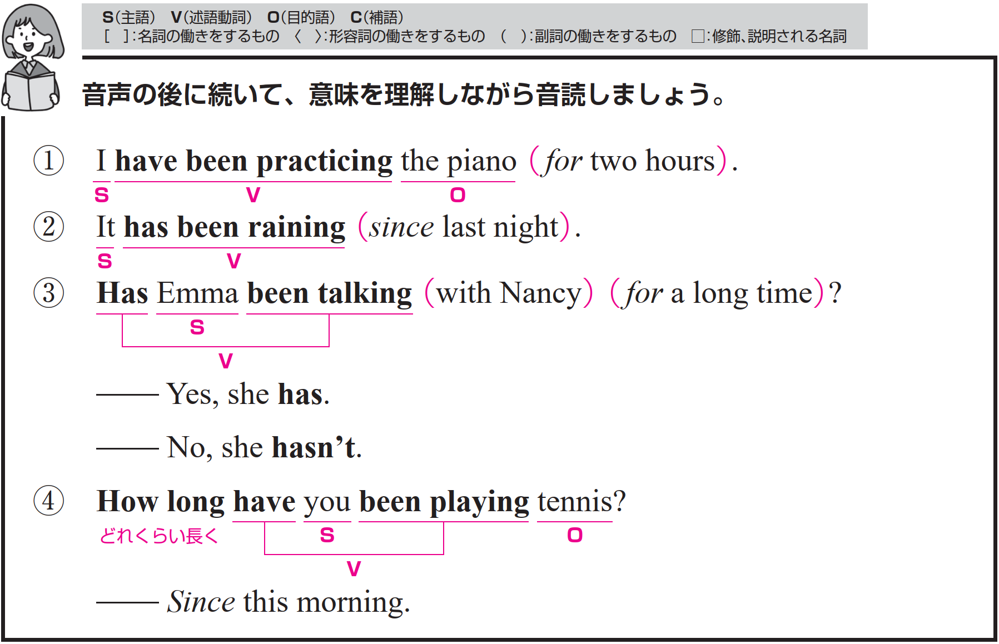 S（主語） V（述語動詞） O（目的語） C（補語）
［　］：名詞の働きをするもの 〈　〉：形容詞の働きをするもの （　）：副詞の働きをするもの □：修飾、説明される名詞
音声の後に続いて、意味を理解しながら音読しましょう。
① I have been practicing the piano (for two hours).
S V O
② It has been raining (since last night).
S V
③ Has Emma been talking (with Nancy) (for a long time)?
S
V
—— Yes, she has.
—— No, she hasn’t.
④ How long have you been playing tennis?
どれくらい長く S O
V
—— Since this morning.